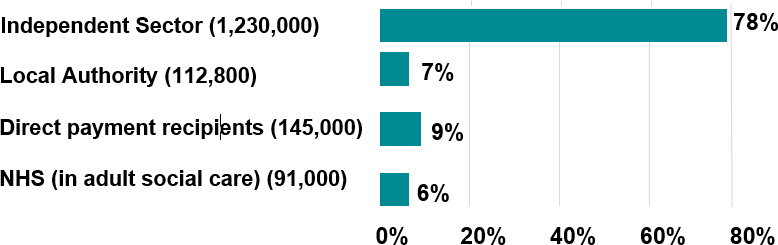 Independent Sector (1,230,000) 78%
Local Authority (112,800) 7%
Direct payment recipients (145,000) 9%
NHS (in adult social care) (91,000) 6%
0% 20% 40% 60% 80%